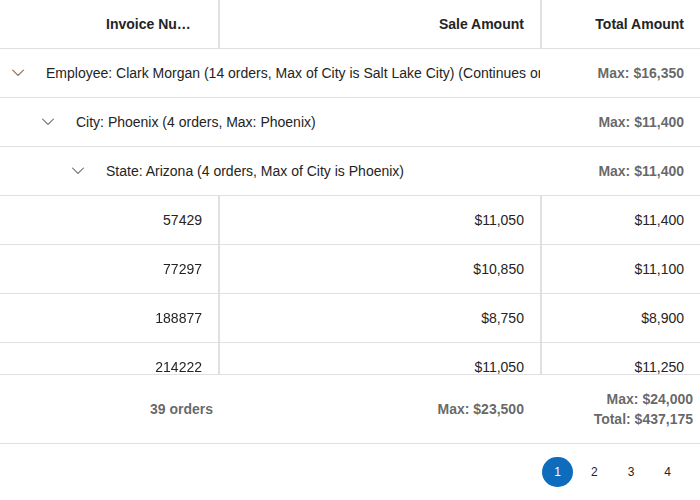 Invoice Nu… Sale Amount Total Amount
Employee: Clark Morgan (14 orders, Max of City is Salt Lake City) (Continues on Max: $16,350
City: Phoenix (4 orders, Max: Phoenix) Max: $11,400
State: Arizona (4 orders, Max of City is Phoenix) Max: $11,400
57429 $11,050 $11,400
77297 $10,850 $11,100
188877 $8,750 $8,900
214222 $11,050 $11,250
39 orders Max: $23,500 Max: $24,000
Total: $437,175
1 2 3 4